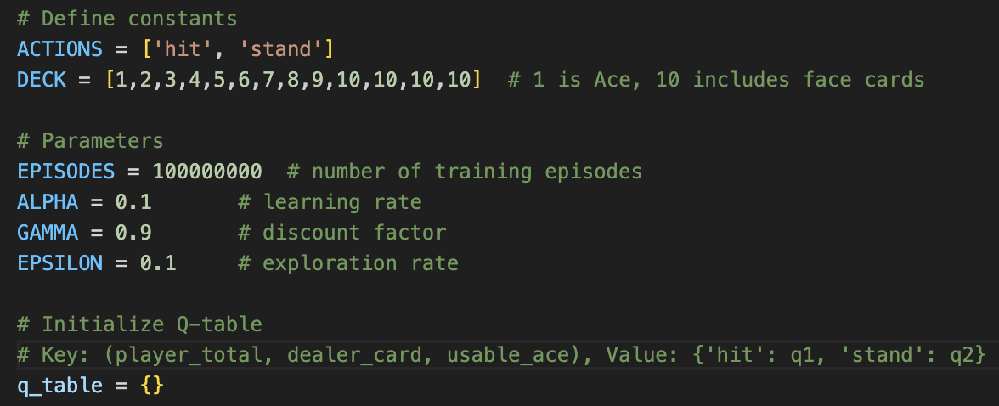 # Define constants
ACTIONS = ['hit', 'stand']
DECK = [1,2,3,4,5,6,7,8,9,10,10,10,10]  # 1 is Ace, 10 includes face cards
# Parameters
EPISODES = 100000000  # number of training episodes
ALPHA = 0.1       # learning rate
GAMMA = 0.9       # discount factor
EPSILON = 0.1     # exploration rate
# Initialize Q-table
# Key: (player_total, dealer_card, usable_ace), Value: {'hit': q1, 'stand': q2}
q_table = {}